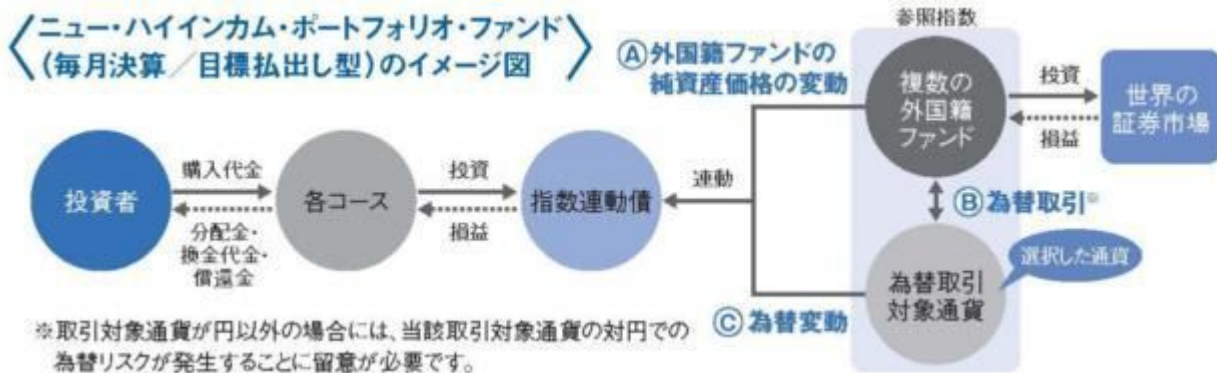 ニュー・ハイインカム・ポートフォリオ・ファンド
(毎月決算／目標払出し型)のイメージ図
参照指数
Ⓐ外国籍ファンドの
純資産価格の変動
複数の
外国籍
ファンド
投資
損益
世界の
証券市場
投資者
購入代金
分配金・
換金代金・
償還金
各コース
投資
損益
指数連動債
連動
Ⓑ為替取引※
選択した通貨
為替取引
対象通貨
Ⓒ為替変動
※取引対象通貨が円以外の場合には、当該取引対象通貨の対円での
為替リスクが発生することに留意が必要です。